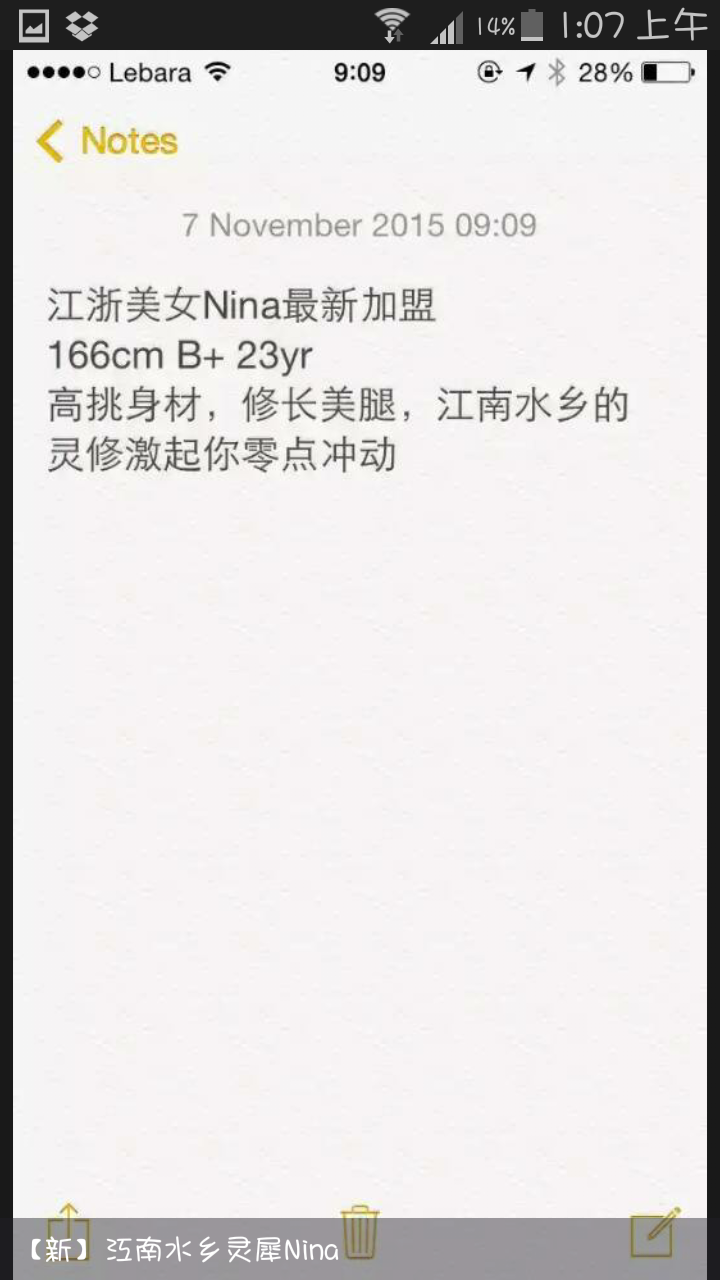 14% 1:07 上午
Lebara 9:09 28%
Notes
7 November 2015 09:09
江浙美女Nina最新加盟
166cm B+ 23yr
高挑身材，修长美腿，江南水乡的
灵修激起你零点冲动
【新】江南水乡灵犀Nina